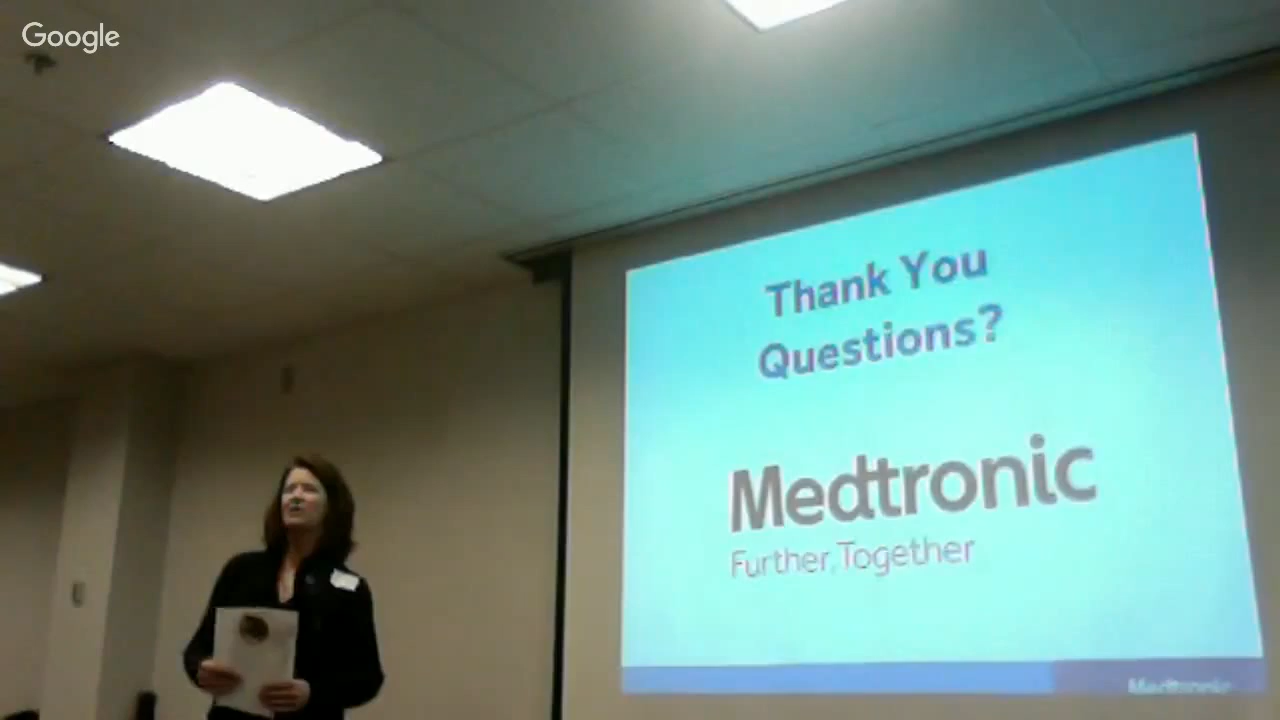 Google
Thank You
Questions?
Medtronic
Further, Together
Medtronic